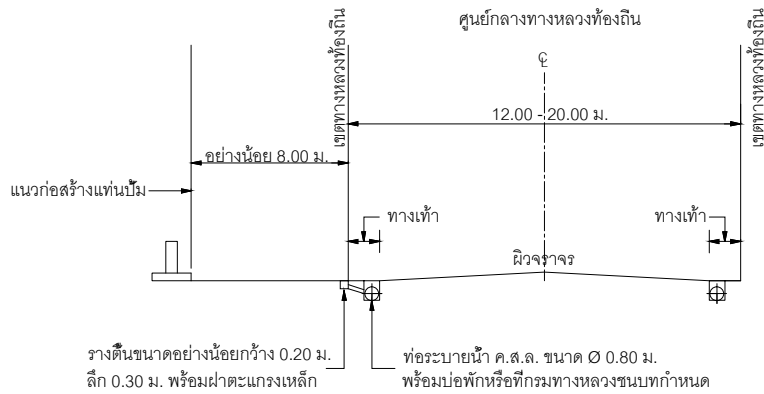 ศูนย์กลางทางหลวงท้องถิ่น
เขตทางหลวงท้องถิ่น
เขตทางหลวงท้องถิ่น
℄
12.00 - 20.00 ม.
อย่างน้อย 8.00 ม.
แนวก่อสร้างแท่นปั๊ม
ทางเท้า
ทางเท้า
ผิวจราจร
รางตื้นขนาดอย่างน้อยกว้าง 0.20 ม.
ลึก 0.30 ม. พร้อมฝาตะแกรงเหล็ก
ท่อระบายน้ำ ค.ส.ล. ขนาด Ø 0.80 ม.
พร้อมบ่อพักหรือที่กรมทางหลวงชนบทกำหนด